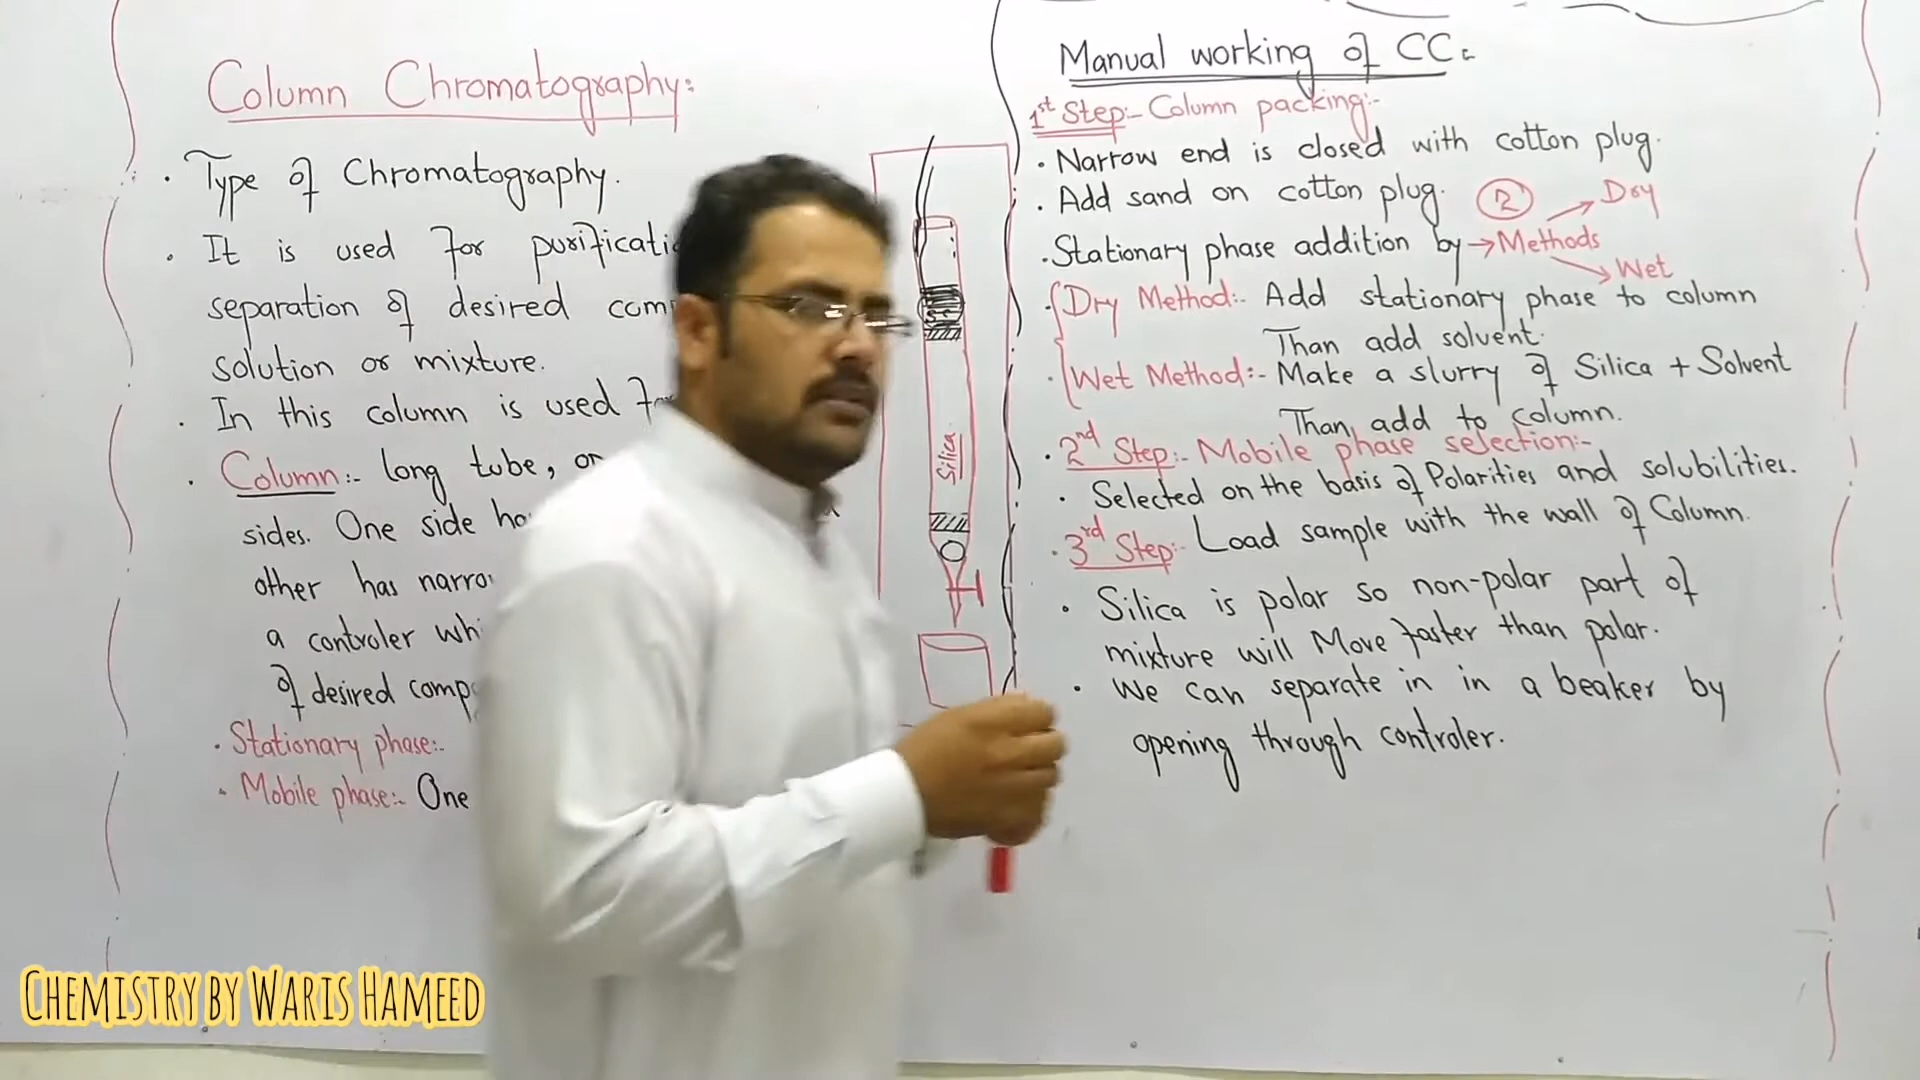 Column Chromatography:
. Type of Chromatography.
. It is used for
separation of desired
solution or mixture.
. In this column is used
. Column:- long tube,
sides. One side
other has
a controler
of desired
. Stationary phase:-
. Mobile phase:- One
Silica
Manual working of CC:
1st Step:- Column packing:-
. Narrow end is closed with cotton plug.
. Add sand on cotton plug.
2
Dry
. Stationary phase addition by → Methods
Wet
. Dry Method:- Add stationary phase to column
Than add solvent.
. Wet Method:- Make a slurry of Silica + Solvent
Than, add to column.
. 2nd Step:- Mobile phase selection:-
. Selected on the basis of Polarities and solubilities.
. 3rd Step:- Load sample with the wall of Column.
. Silica is polar so non-polar part of
mixture will Move faster than polar.
. We can separate in in a beaker by
opening through controler.
Chemistry by Waris Hameed